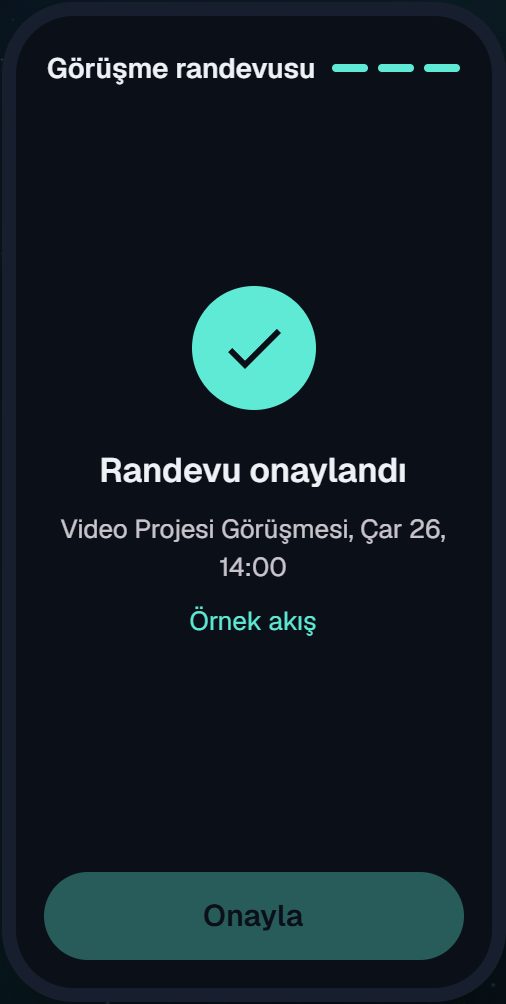 Görüşme randevusu
Randevu onaylandı
Video Projesi Görüşmesi, Çar 26,
14:00
Örnek akış
Onayla